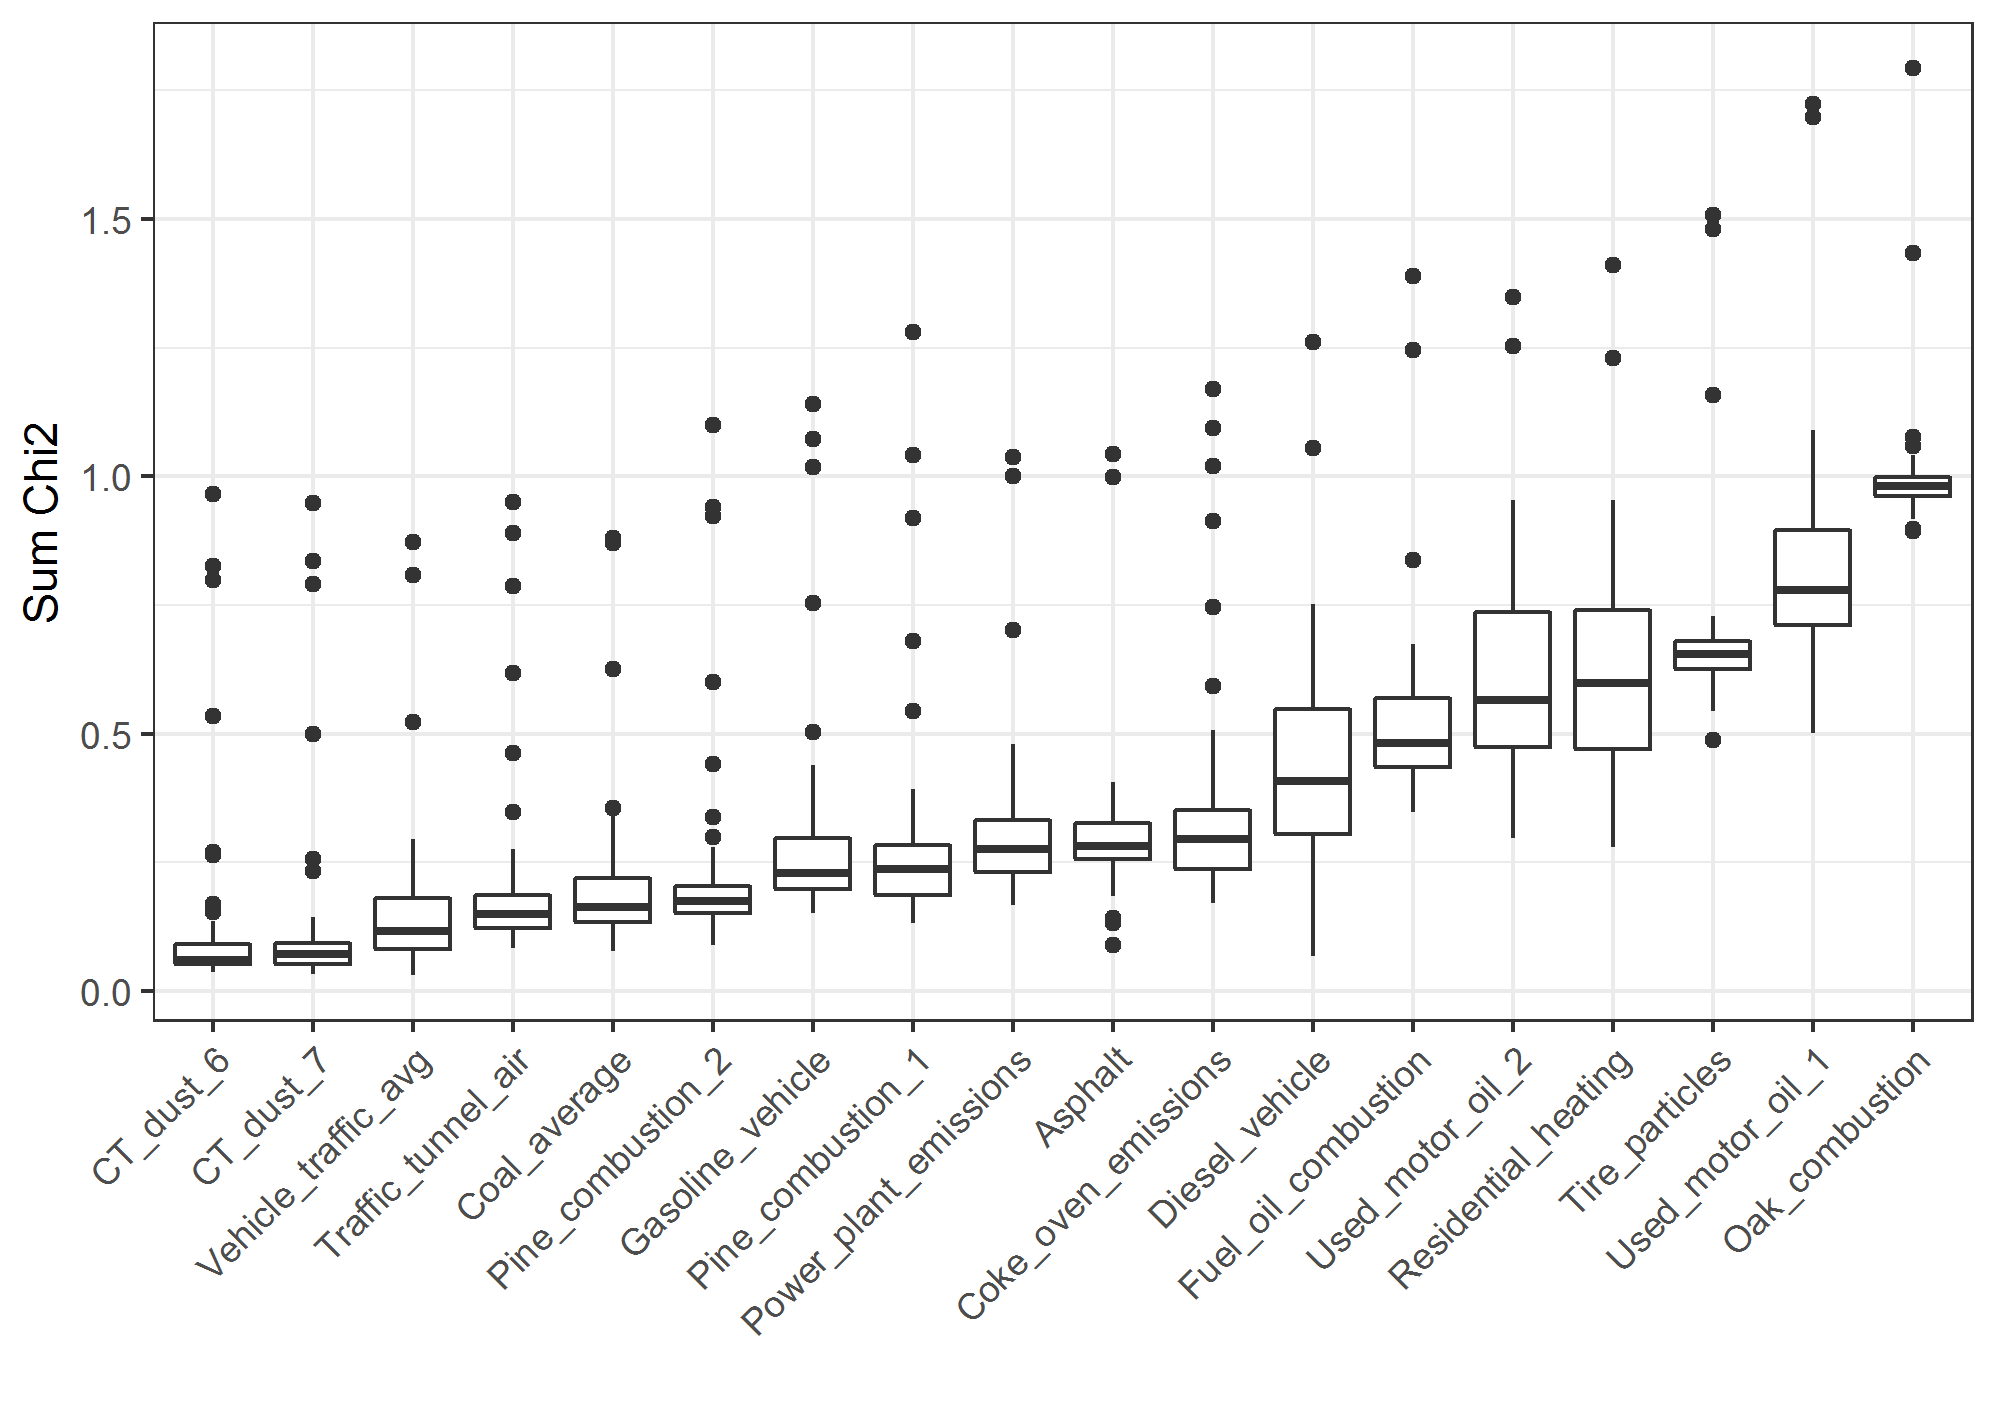 Sum Chi2
1.5
1.0
0.5
0.0
CT_dust_6
CT_dust_7
Vehicle_traffic_avg
Traffic_tunnel_air
Coal_average
Pine_combustion_2
Gasoline_vehicle
Pine_combustion_1
Power_plant_emissions
Asphalt
Coke_oven_emissions
Diesel_vehicle
Fuel_oil_combustion
Used_motor_oil_2
Residential_heating
Tire_particles
Used_motor_oil_1
Oak_combustion